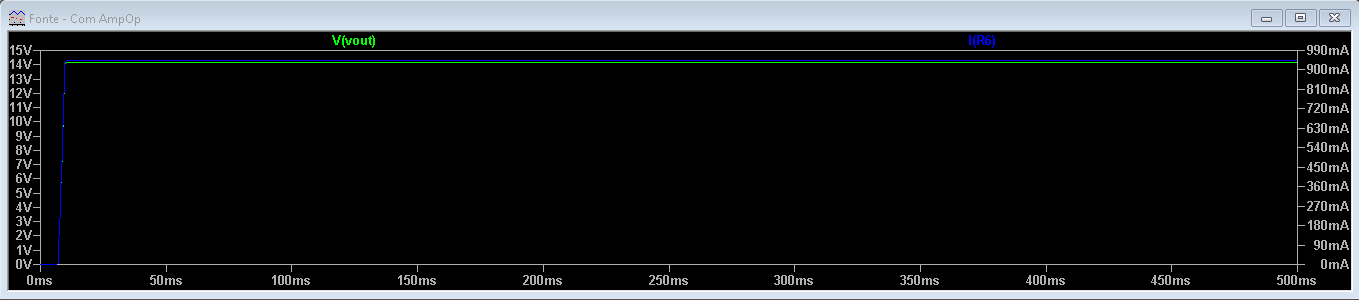 Fonte - Com AmpOp
V(vout) I(R6)
15V 990mA
14V 900mA
13V 810mA
12V 720mA
11V 630mA
10V 540mA
9V 450mA
8V 360mA
7V 270mA
6V 180mA
5V 90mA
4V 0mA
3V
2V
1V
0V
0ms 50ms 100ms 150ms 200ms 250ms 300ms 350ms 400ms 450ms 500ms